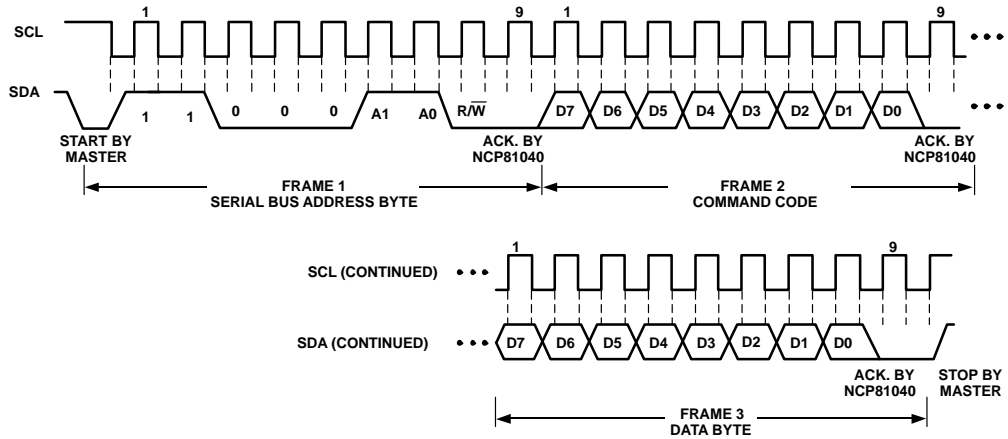 1 9 1 9
SCL
SDA
1 1 0 0 0 A1 A0 R/W̅ D7 D6 D5 D4 D3 D2 D1 D0
START BY
MASTER
ACK. BY
NCP81040
ACK. BY
NCP81040
FRAME 1
SERIAL BUS ADDRESS BYTE
FRAME 2
COMMAND CODE
1 9
SCL (CONTINUED)
SDA (CONTINUED)
D7 D6 D5 D4 D3 D2 D1 D0
ACK. BY
NCP81040
STOP BY
MASTER
FRAME 3
DATA BYTE